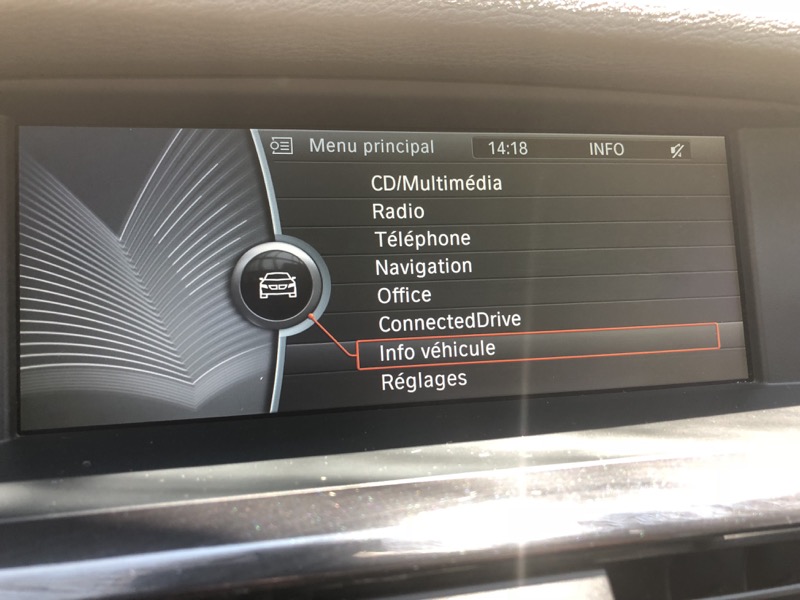 Menu principal 14:18 INFO
CD/Multimédia
Radio
Téléphone
Navigation
Office
ConnectedDrive
Info véhicule
Réglages